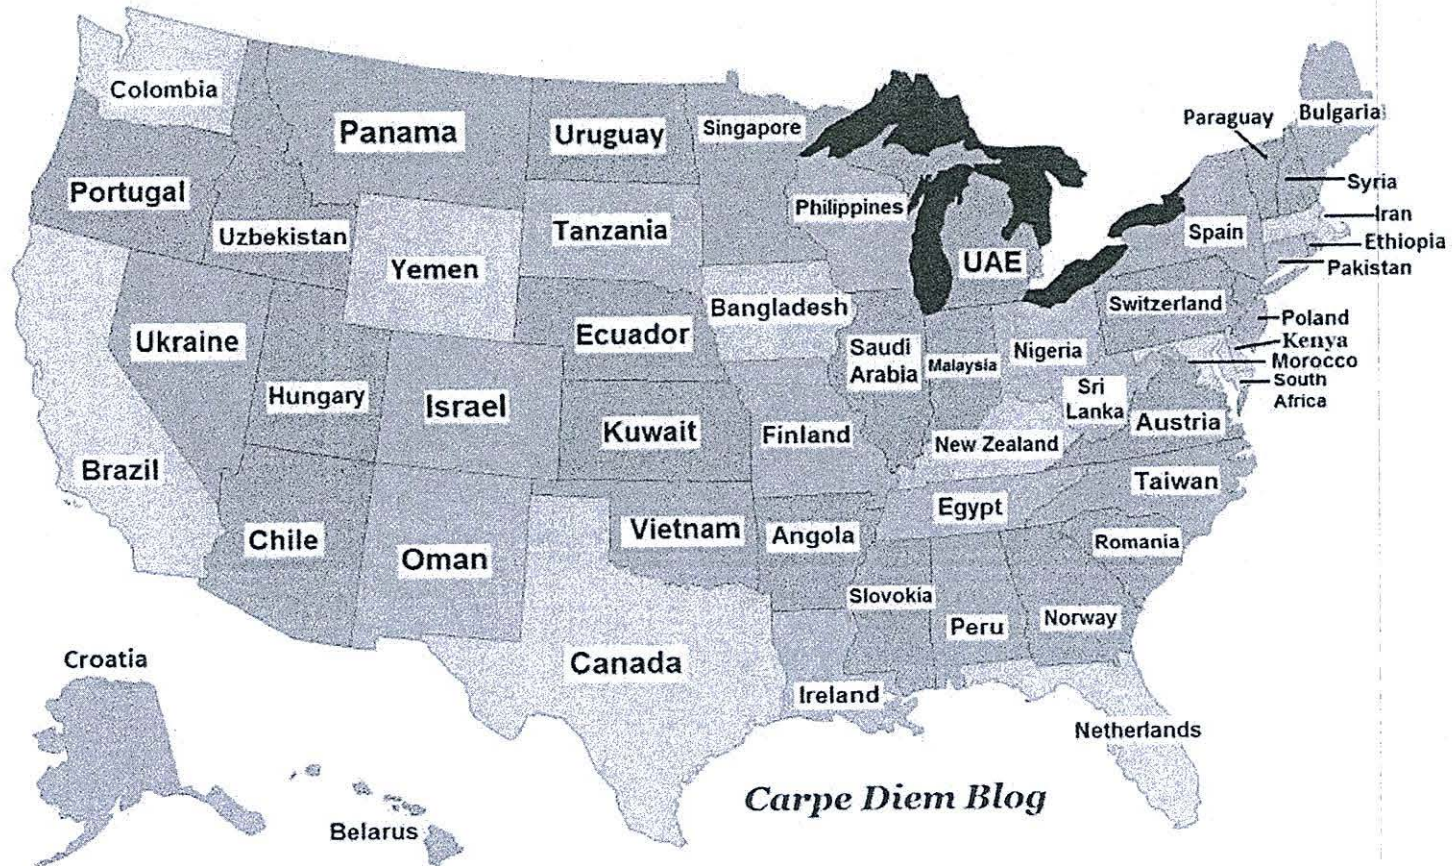 Colombia
Panama
Uruguay
Singapore
Paraguay
Bulgaria
Portugal
Uzbekistan
Yemen
Tanzania
Philippines
UAE
Spain
Syria
Iran
Ethiopia
Pakistan
Ukraine
Hungary
Israel
Ecuador
Bangladesh
Saudi
Arabia
Malaysia
Nigeria
Switzerland
Poland
Kenya
Morocco
South
Africa
Brazil
Kuwait
Finland
New Zealand
Sri
Lanka
Austria
Chile
Oman
Vietnam
Angola
Egypt
Taiwan
Romania
Slovokia
Peru
Norway
Canada
Ireland
Netherlands
Croatia
Belarus
Carpe Diem Blog